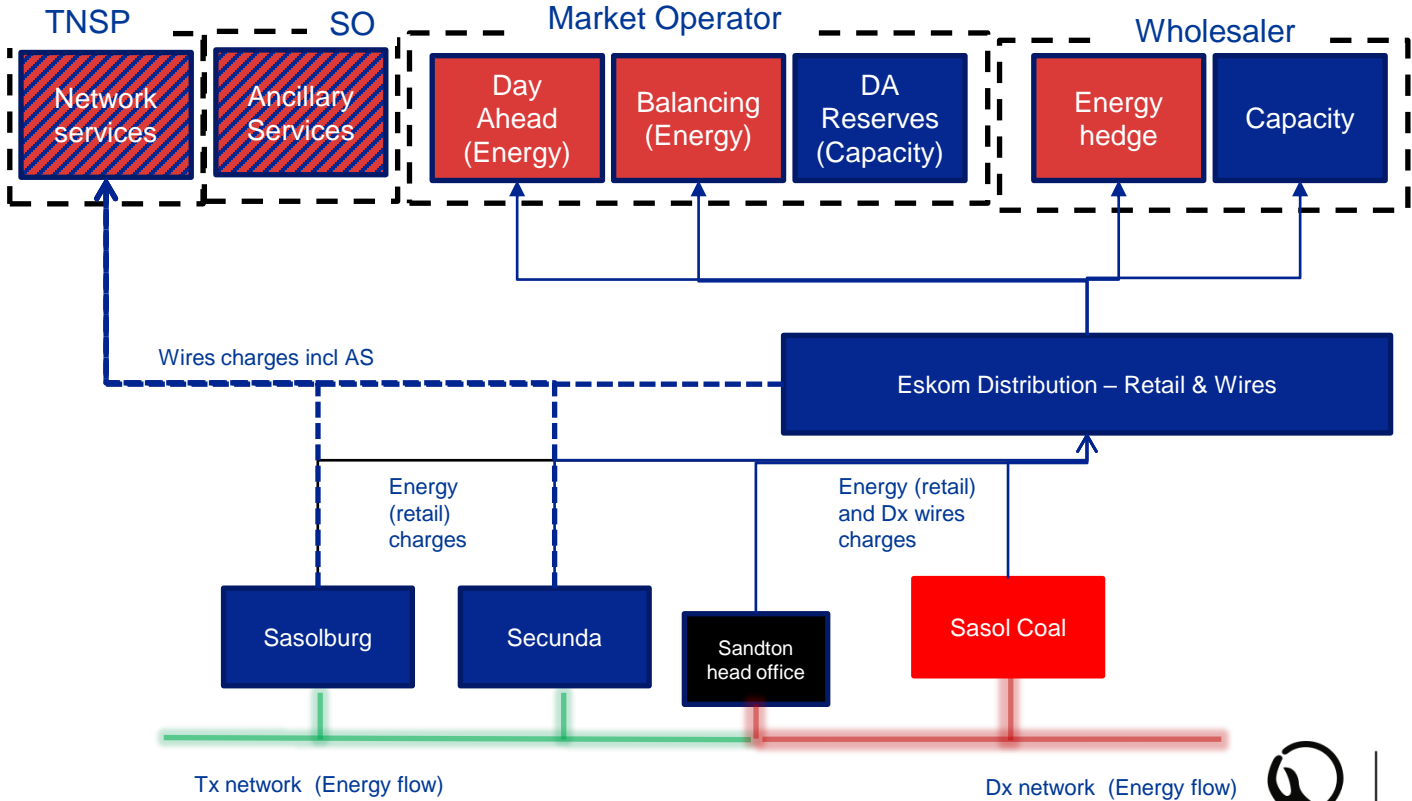 TNSP
SO
Market Operator
Wholesaler
Network
services
Ancillary
Services
Day
Ahead
(Energy)
Balancing
(Energy)
DA
Reserves
(Capacity)
Energy
hedge
Capacity
Wires charges incl AS
Eskom Distribution – Retail & Wires
Energy
(retail)
charges
Energy (retail)
and Dx wires
charges
Sasolburg
Secunda
Sandton
head office
Sasol Coal
Tx network (Energy flow)
Dx network (Energy flow)